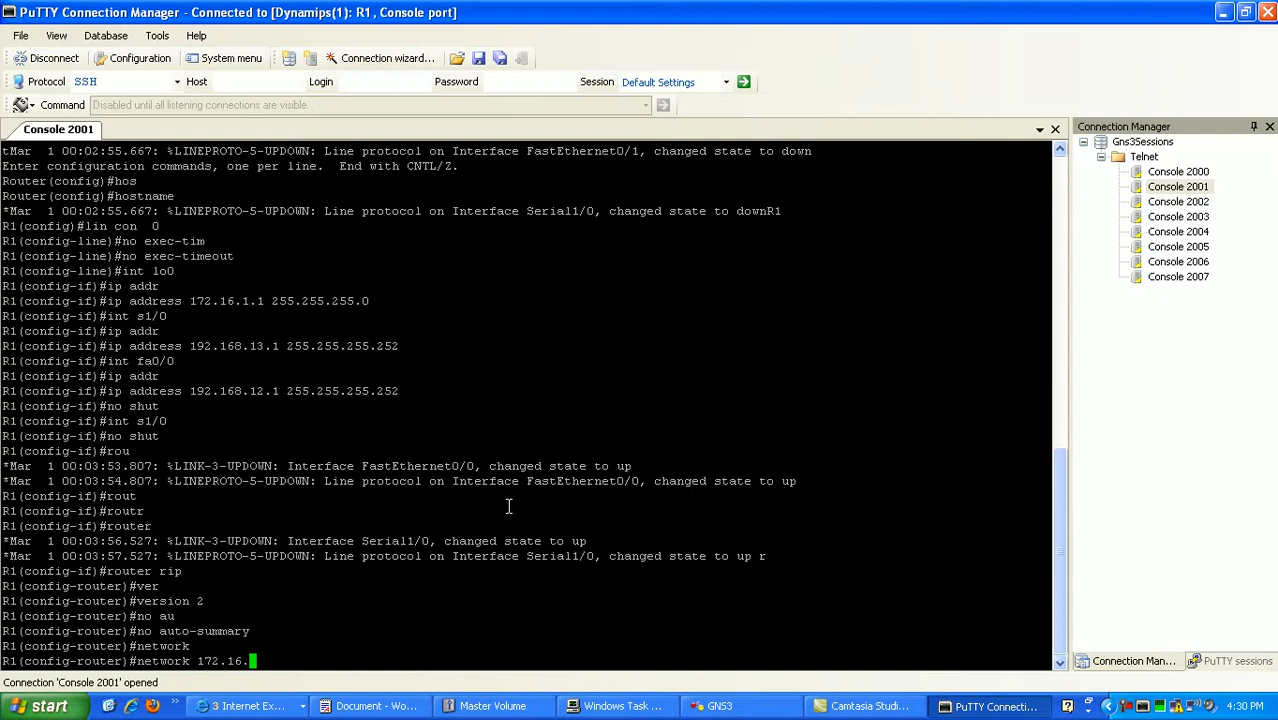 PuTTY Connection Manager - Connected to [Dynamips(1): R1 , Console port]
File View Database Tools Help
Disconnect Configuration System menu Connection wizard...
Protocol SSH Host Login Password Session Default Settings
Command Disabled until all listening connections are visible.
Console 2001
tMar  1 00:02:55.667: %LINEPROTO-5-UPDOWN: Line protocol on Interface FastEthernet0/1, changed state to down
Enter configuration commands, one per line.  End with CNTL/Z.
Router(config)#hos
Router(config)#hostname
*Mar  1 00:02:55.667: %LINEPROTO-5-UPDOWN: Line protocol on Interface Serial1/0, changed state to downR1
R1(config)#lin con  0
R1(config-line)#no exec-tim
R1(config-line)#no exec-timeout
R1(config-line)#int lo0
R1(config-if)#ip addr
R1(config-if)#ip address 172.16.1.1 255.255.255.0
R1(config-if)#int s1/0
R1(config-if)#ip addr
R1(config-if)#ip address 192.168.13.1 255.255.255.252
R1(config-if)#int fa0/0
R1(config-if)#ip addr
R1(config-if)#ip address 192.168.12.1 255.255.255.252
R1(config-if)#no shut
R1(config-if)#int s1/0
R1(config-if)#no shut
R1(config-if)#rou
*Mar  1 00:03:53.807: %LINK-3-UPDOWN: Interface FastEthernet0/0, changed state to up
*Mar  1 00:03:54.807: %LINEPROTO-5-UPDOWN: Line protocol on Interface FastEthernet0/0, changed state to up
R1(config-if)#rout
R1(config-if)#routr
R1(config-if)#router
*Mar  1 00:03:56.527: %LINK-3-UPDOWN: Interface Serial1/0, changed state to up
*Mar  1 00:03:57.527: %LINEPROTO-5-UPDOWN: Line protocol on Interface Serial1/0, changed state to up r
R1(config-if)#router rip
R1(config-router)#ver
R1(config-router)#version 2
R1(config-router)#no au
R1(config-router)#no auto-summary
R1(config-router)#network
R1(config-router)#network 172.16.
Connection Manager
Gns3Sessions
Telnet
Console 2000
Console 2001
Console 2002
Console 2003
Console 2004
Console 2005
Console 2006
Console 2007
Connection Man... PuTTY sessions
Connection 'Console 2001' opened
start 3 Internet Ex... Document - Wo... Master Volume Windows Task ... GNS3 Camtasia Studi... PuTTY Connecti... 4:30 PM